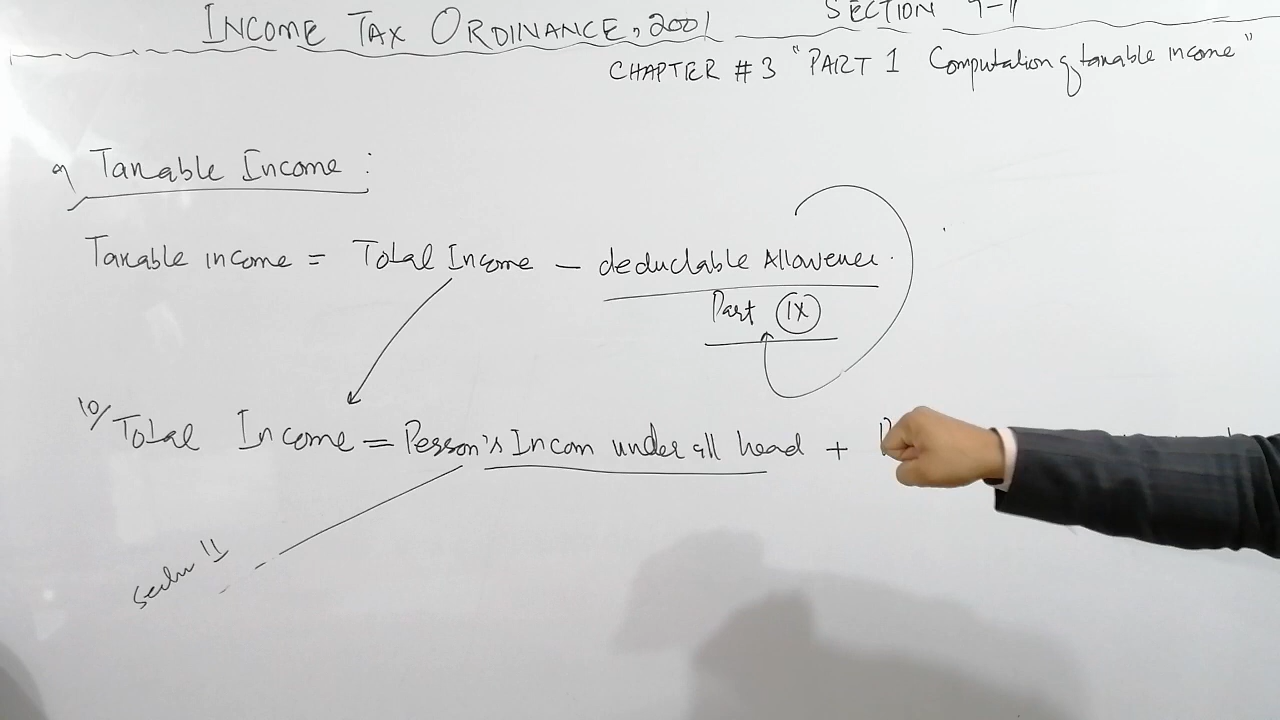 INCOME TAX ORDINANCE, 2001 SECTION 9-11
CHAPTER # 3 "PART 1 Computation of taxable income"
9 Taxable Income :
Taxable income = Total Income - deductable Allowence.
Part IX
10/ Total Income = Person's Incom under all head +
Section 11